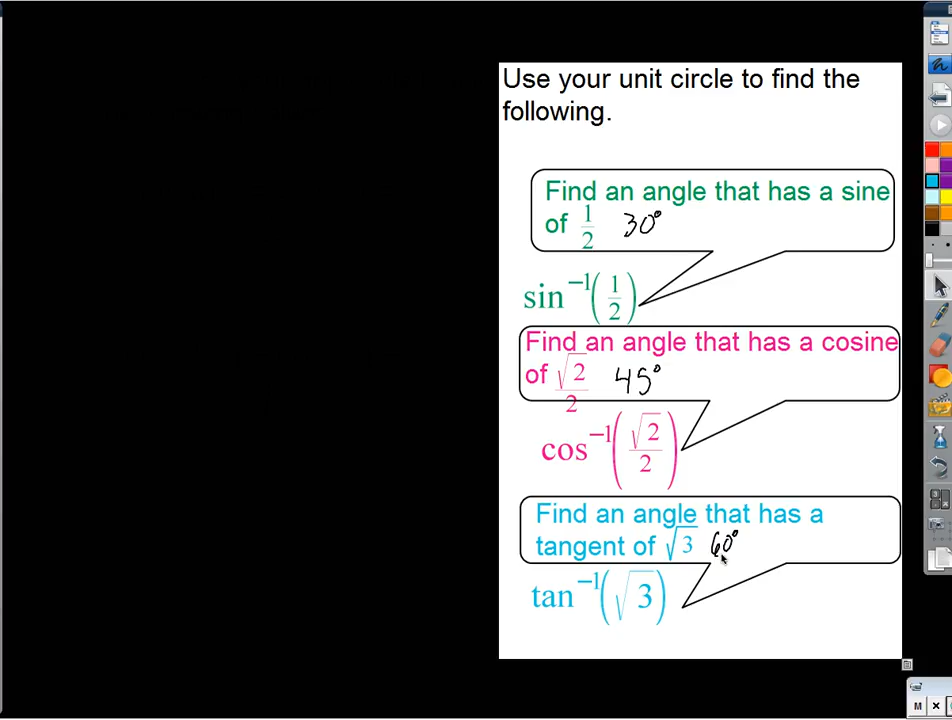 Use your unit circle to find the
following.
Find an angle that has a sine
of 1/2 30°
sin⁻¹(1/2)
Find an angle that has a cosine
of √2/2 45°
cos⁻¹(√2/2)
Find an angle that has a
tangent of √3 60°
tan⁻¹(√3)
M ×